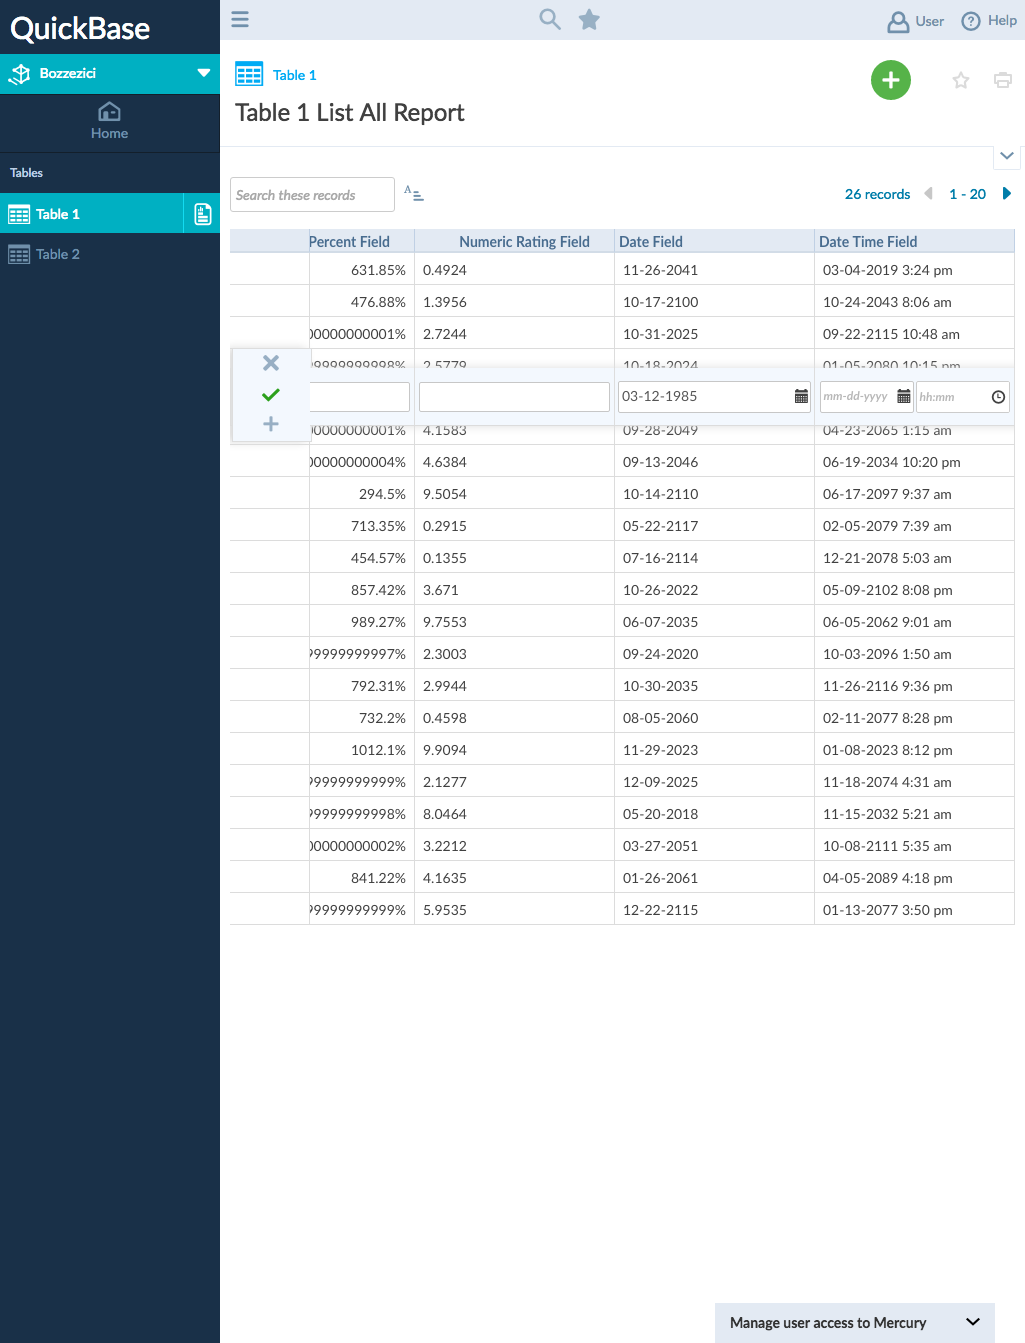 QuickBase
User
Help
Bozzezici
Home
Tables
Table 1
Table 2
Table 1
Table 1 List All Report
Search these records
A
26 records
1 - 20
Percent Field Numeric Rating Field Date Field Date Time Field
631.85% 0.4924 11-26-2041 03-04-2019 3:24 pm
476.88% 1.3956 10-17-2100 10-24-2043 8:06 am
00000000001% 2.7244 10-31-2025 09-22-2115 10:48 am
99999999998% 2.5779 10-18-2024 01-05-2080 10:15 pm
03-12-1985 mm-dd-yyyy hh:mm
00000000001% 4.1583 09-28-2049 04-23-2065 1:15 am
00000000004% 4.6384 09-13-2046 06-19-2034 10:20 pm
294.5% 9.5054 10-14-2110 06-17-2097 9:37 am
713.35% 0.2915 05-22-2117 02-05-2079 7:39 am
454.57% 0.1355 07-16-2114 12-21-2078 5:03 am
857.42% 3.671 10-26-2022 05-09-2102 8:08 pm
989.27% 9.7553 06-07-2035 06-05-2062 9:01 am
99999999997% 2.3003 09-24-2020 10-03-2096 1:50 am
792.31% 2.9944 10-30-2035 11-26-2116 9:36 pm
732.2% 0.4598 08-05-2060 02-11-2077 8:28 pm
1012.1% 9.9094 11-29-2023 01-08-2023 8:12 pm
99999999999% 2.1277 12-09-2025 11-18-2074 4:31 am
99999999998% 8.0464 05-20-2018 11-15-2032 5:21 am
00000000002% 3.2212 03-27-2051 10-08-2111 5:35 am
841.22% 4.1635 01-26-2061 04-05-2089 4:18 pm
99999999999% 5.9535 12-22-2115 01-13-2077 3:50 pm
Manage user access to Mercury